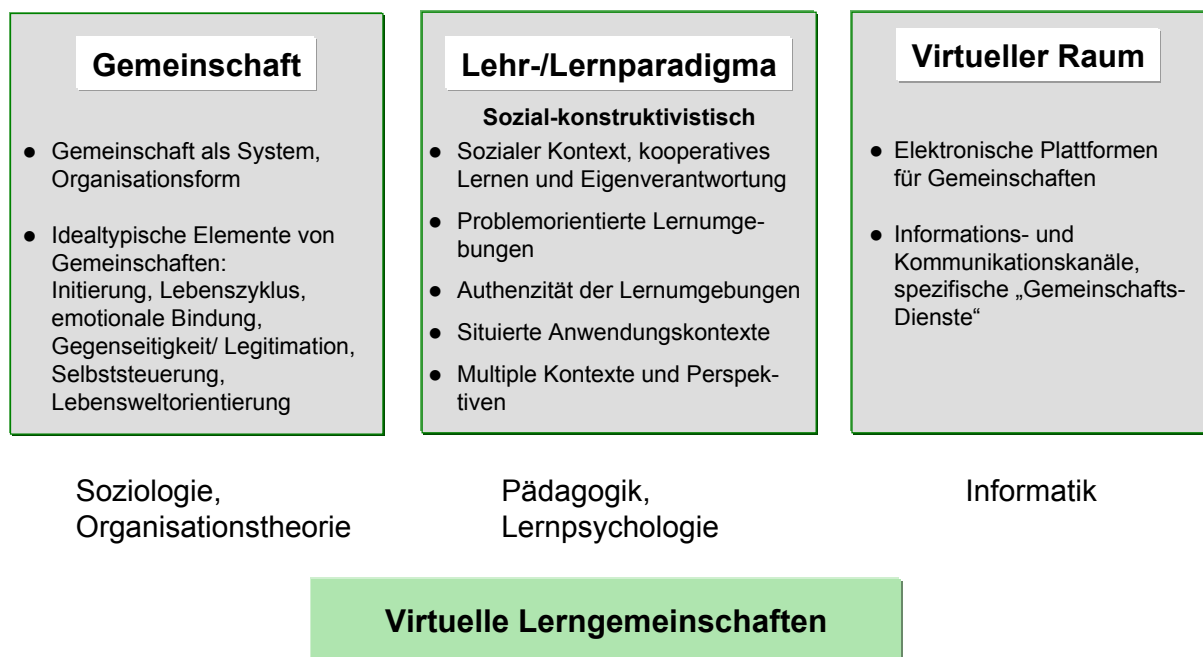 Gemeinschaft
● Gemeinschaft als System,
Organisationsform
● Idealtypische Elemente von
Gemeinschaften:
Initierung, Lebenszyklus,
emotionale Bindung,
Gegenseitigkeit/ Legitimation,
Selbststeuerung,
Lebensweltorientierung
Soziologie,
Organisationstheorie
Lehr-/Lernparadigma
Sozial-konstruktivistisch
● Sozialer Kontext, kooperatives
Lernen und Eigenverantwortung
● Problemorientierte Lernumge-
bungen
● Authenzität der Lernumgebungen
● Situierte Anwendungskontexte
● Multiple Kontexte und Perspek-
tiven
Pädagogik,
Lernpsychologie
Virtueller Raum
● Elektronische Plattformen
für Gemeinschaften
● Informations- und
Kommunikationskanäle,
spezifische „Gemeinschafts-
Dienste“
Informatik
Virtuelle Lerngemeinschaften